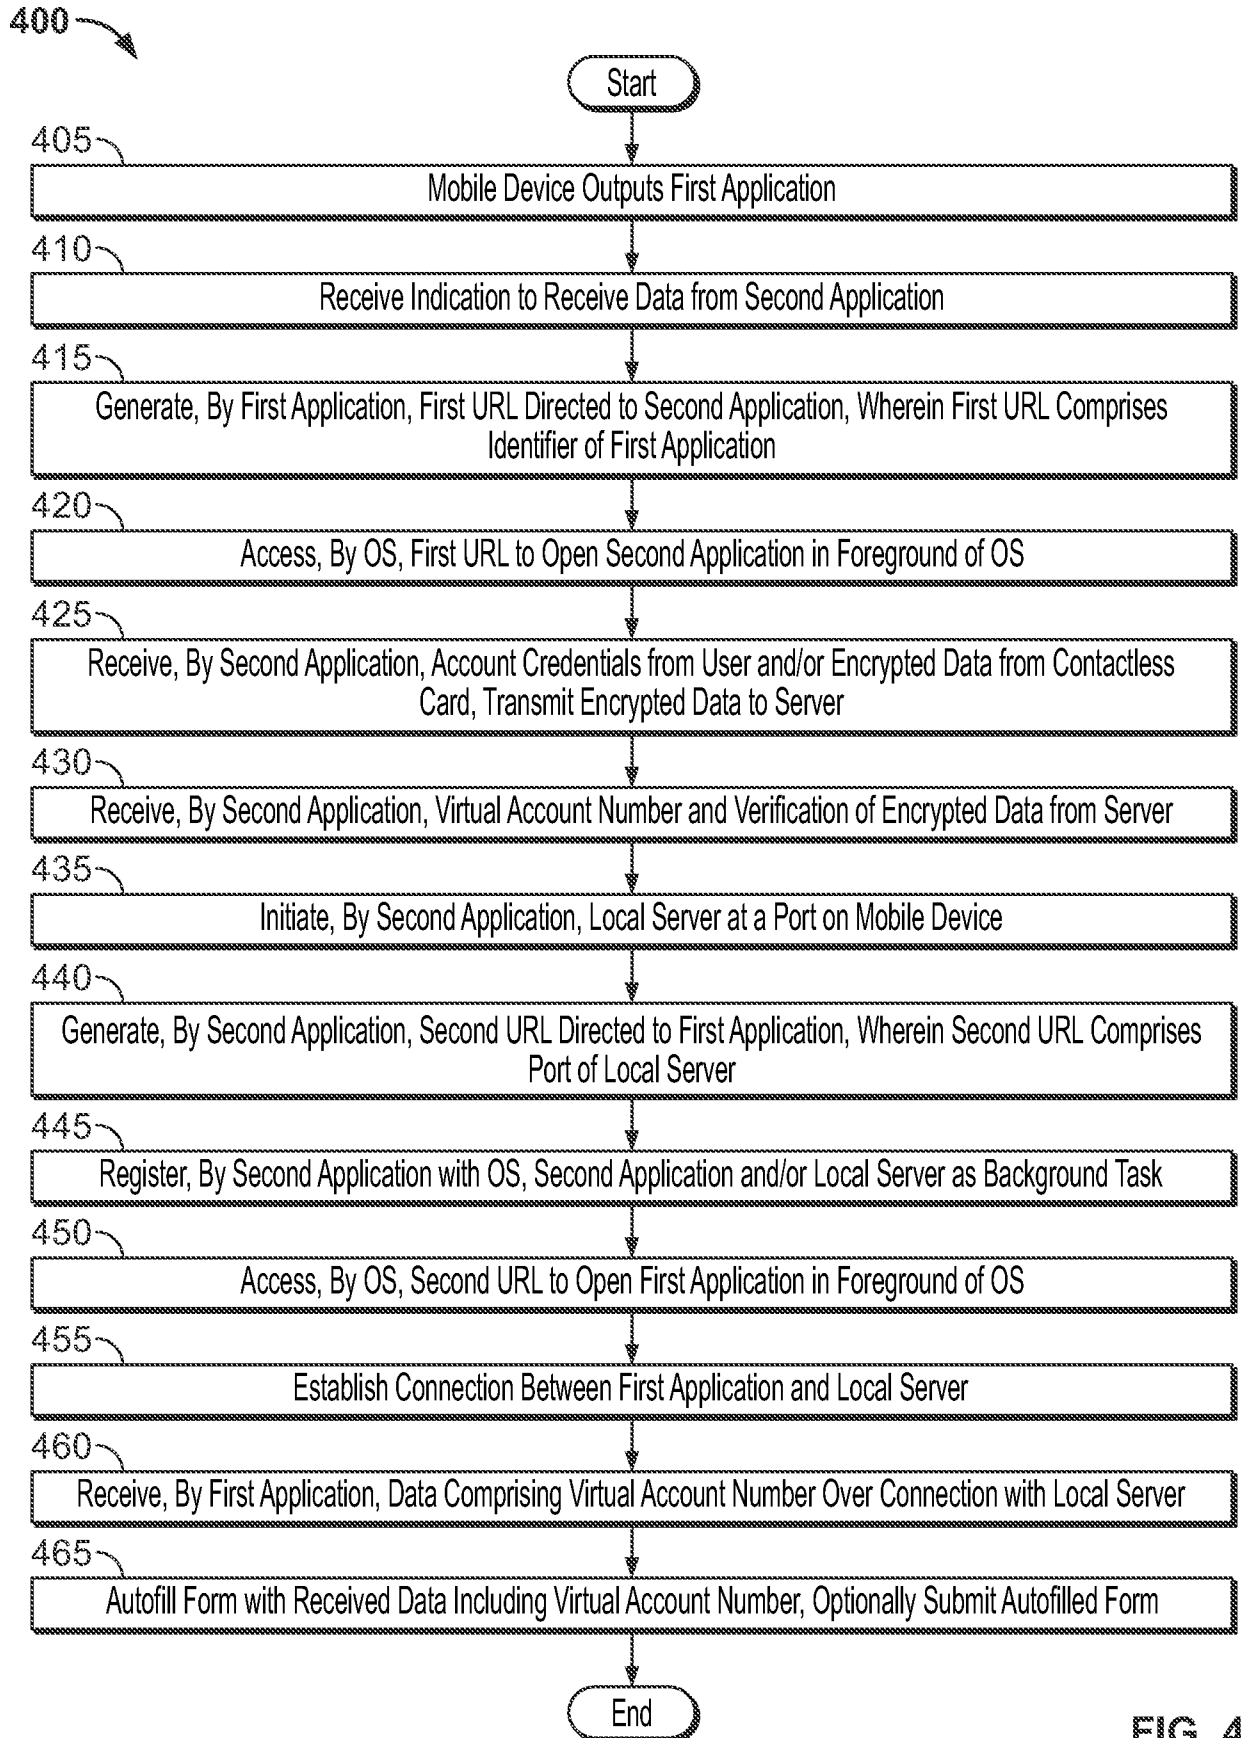 400
Start
405
Mobile Device Outputs First Application
410
Receive Indication to Receive Data from Second Application
415
Generate, By First Application, First URL Directed to Second Application, Wherein First URL Comprises
Identifier of First Application
420
Access, By OS, First URL to Open Second Application in Foreground of OS
425
Receive, By Second Application, Account Credentials from User and/or Encrypted Data from Contactless
Card, Transmit Encrypted Data to Server
430
Receive, By Second Application, Virtual Account Number and Verification of Encrypted Data from Server
435
Initiate, By Second Application, Local Server at a Port on Mobile Device
440
Generate, By Second Application, Second URL Directed to First Application, Wherein Second URL Comprises
Port of Local Server
445
Register, By Second Application with OS, Second Application and/or Local Server as Background Task
450
Access, By OS, Second URL to Open First Application in Foreground of OS
455
Establish Connection Between First Application and Local Server
460
Receive, By First Application, Data Comprising Virtual Account Number Over Connection with Local Server
465
Autofill Form with Received Data Including Virtual Account Number, Optionally Submit Autofilled Form
End
FIG. 4